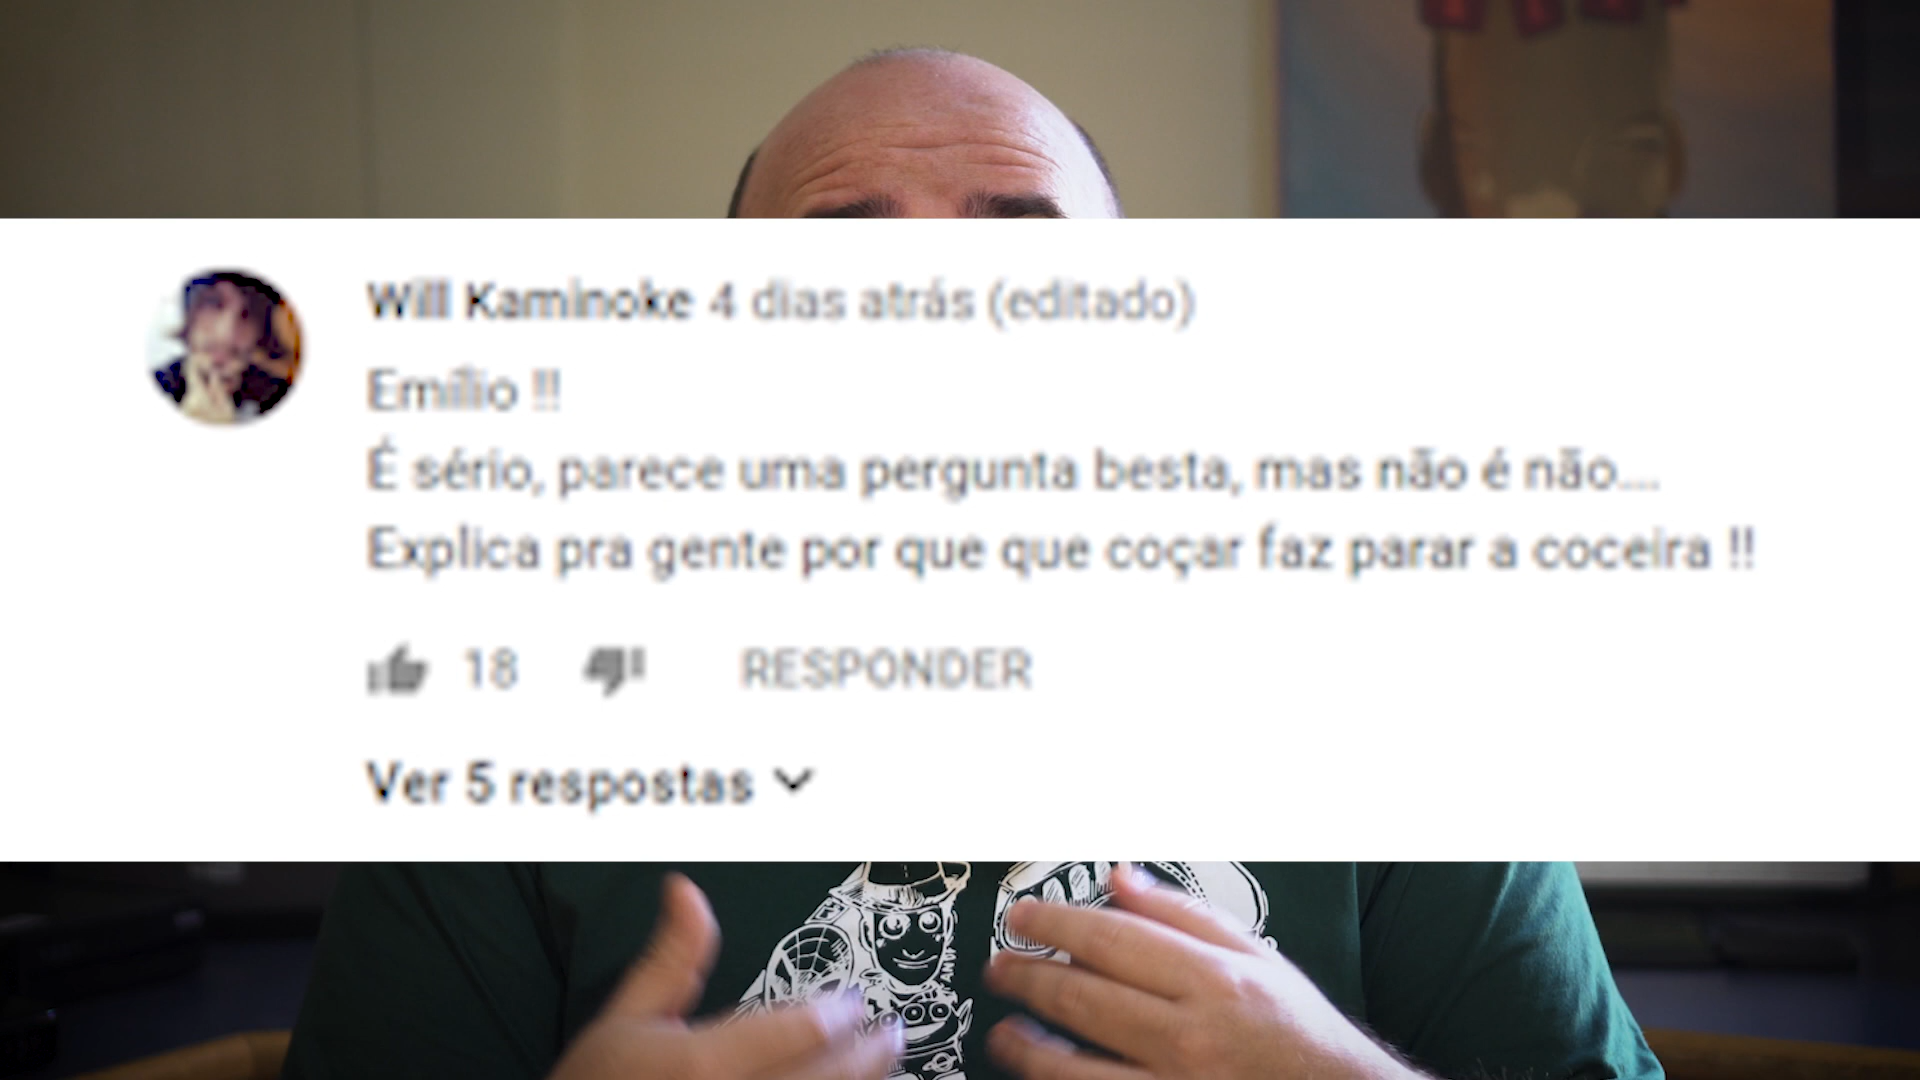 Will Kaminoke 4 dias atrás (editado)
Emílio !!
É sério, parece uma pergunta besta, mas não é não....
Explica pra gente por que que coçar faz parar a coceira !!
18 RESPONDER
Ver 5 respostas